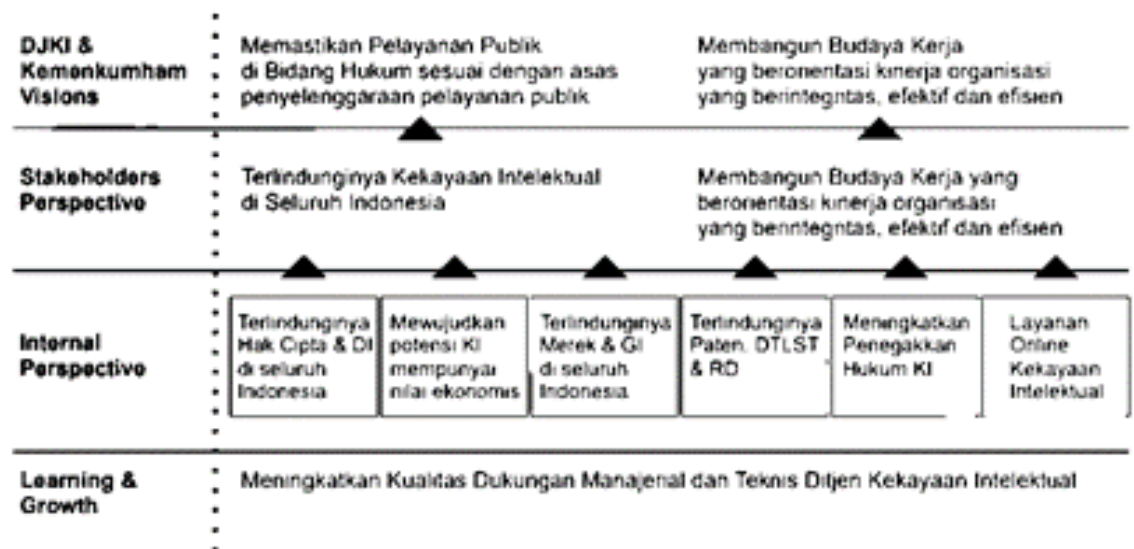 DJKI &
Kemenkumham
Visions
Memastikan Pelayanan Publik
di Bidang Hukum sesuai dengan asas
penyelenggaraan pelayanan publik
Membangun Budaya Kerja
yang berorientasi kinerja organisasi
yang berintegritas, efektif dan efisien
Stakeholders
Perspective
Terlindunginya Kekayaan Intelektual
di Seluruh Indonesia
Membangun Budaya Kerja yang
berorientasi kinerja organisasi
yang berintegritas, efektif dan efisien
Internal
Perspective
Terlindunginya
Hak Cipta & DI
di seluruh
Indonesia
Mewujudkan
potensi KI
mempunyai
nilai ekonomis
Terlindunginya
Merek & GI
di seluruh
Indonesia
Terlindunginya
Paten, DTLST
& RD
Meningkatkan
Penegakkan
Hukum KI
Layanan
Online
Kekayaan
Intelektual
Learning &
Growth
Meningkatkan Kualitas Dukungan Manajerial dan Teknis Ditjen Kekayaan Intelektual